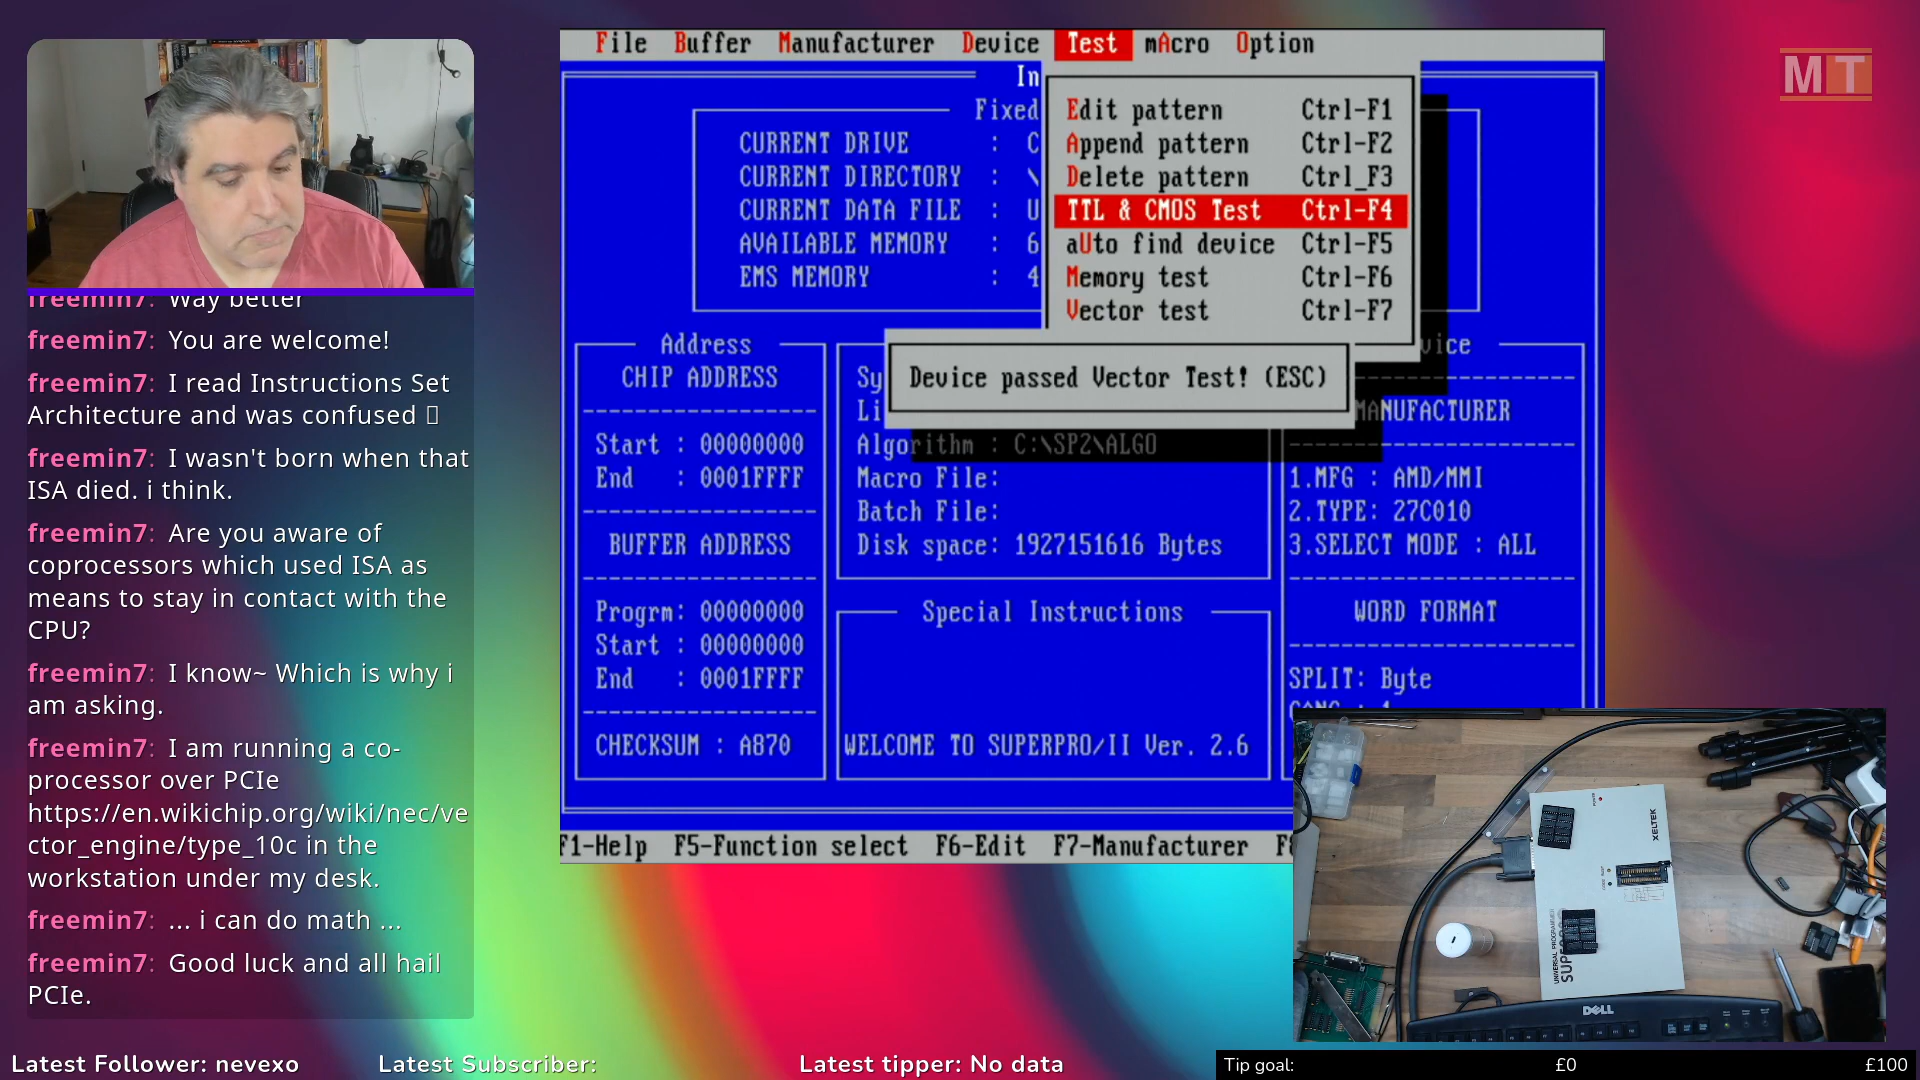 File Buffer Manufacturer Device Test mAcro Option
MT
In
Fixed
CURRENT DRIVE : C
CURRENT DIRECTORY : \
CURRENT DATA FILE : U
AVAILABLE MEMORY : 6
EMS MEMORY : 4
Edit pattern Ctrl-F1
Append pattern Ctrl-F2
Delete pattern Ctrl_F3
TTL & CMOS Test Ctrl-F4
aUto find device Ctrl-F5
Memory test Ctrl-F6
Vector test Ctrl-F7
Device passed Vector Test! (ESC)
Address
CHIP ADDRESS
Start : 00000000
End : 0001FFFF
BUFFER ADDRESS
Progrm: 00000000
Start : 00000000
End : 0001FFFF
CHECKSUM : A870
Sy
Li
Algorithm : C:\SP2\ALGO
Macro File:
Batch File:
Disk space: 1927151616 Bytes
Special Instructions
WELCOME TO SUPERPRO/II Ver. 2.6
vice
MANUFACTURER
1.MFG : AMD/MMI
2.TYPE: 27C010
3.SELECT MODE : ALL
WORD FORMAT
SPLIT: Byte
F1-Help F5-Function select F6-Edit F7-Manufacturer
freemin7: Way better
freemin7: You are welcome!
freemin7: I read Instructions Set
Architecture and was confused
freemin7: I wasn't born when that
ISA died. i think.
freemin7: Are you aware of
coprocessors which used ISA as
means to stay in contact with the
CPU?
freemin7: I know~ Which is why i
am asking.
freemin7: I am running a co-
processor over PCIe
https://en.wikichip.org/wiki/nec/ve
ctor_engine/type_10c in the
workstation under my desk.
freemin7: ... i can do math ...
freemin7: Good luck and all hail
PCIe.
XELTEK
UNIVERSAL PROGRAMMER
DELL
Latest Follower: nevexo
Latest Subscriber:
Latest tipper: No data
Tip goal: £0 £100